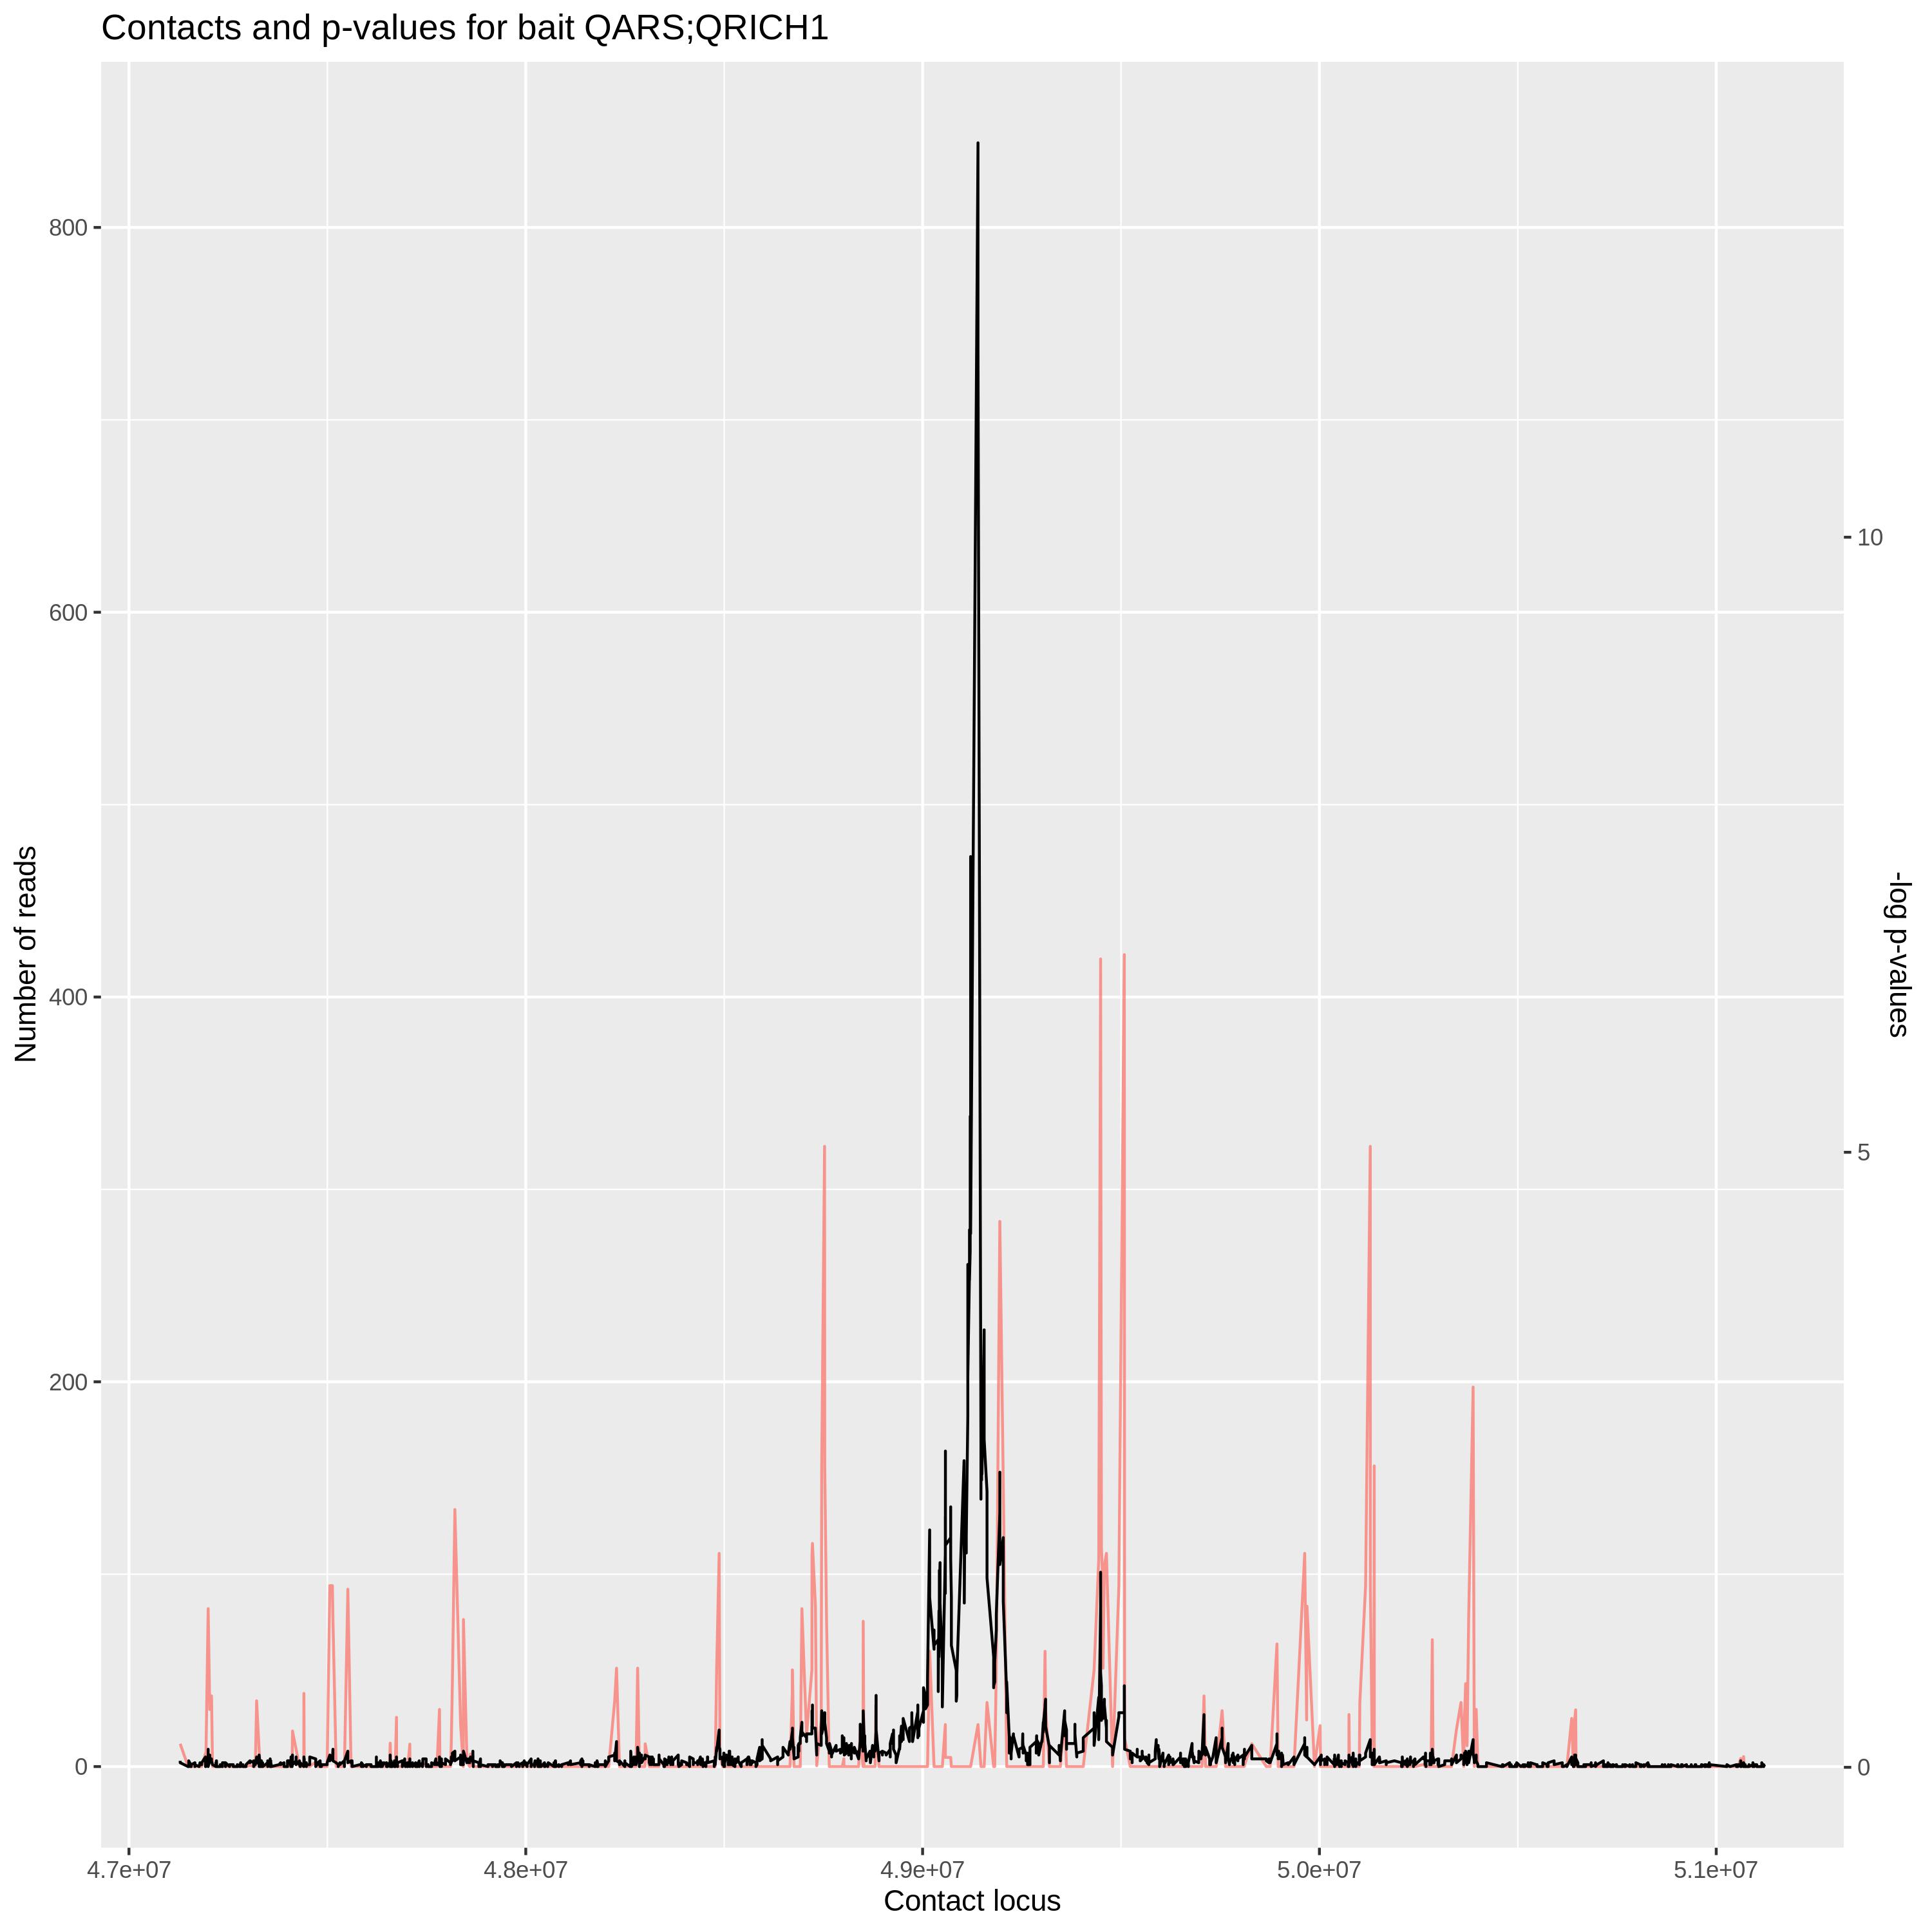 Contacts and p-values for bait QARS;QRICH1
800
600
400
200
0
Number of reads
10
5
0
-log p-values
4.7e+07
4.8e+07
4.9e+07
5.0e+07
5.1e+07
Contact locus